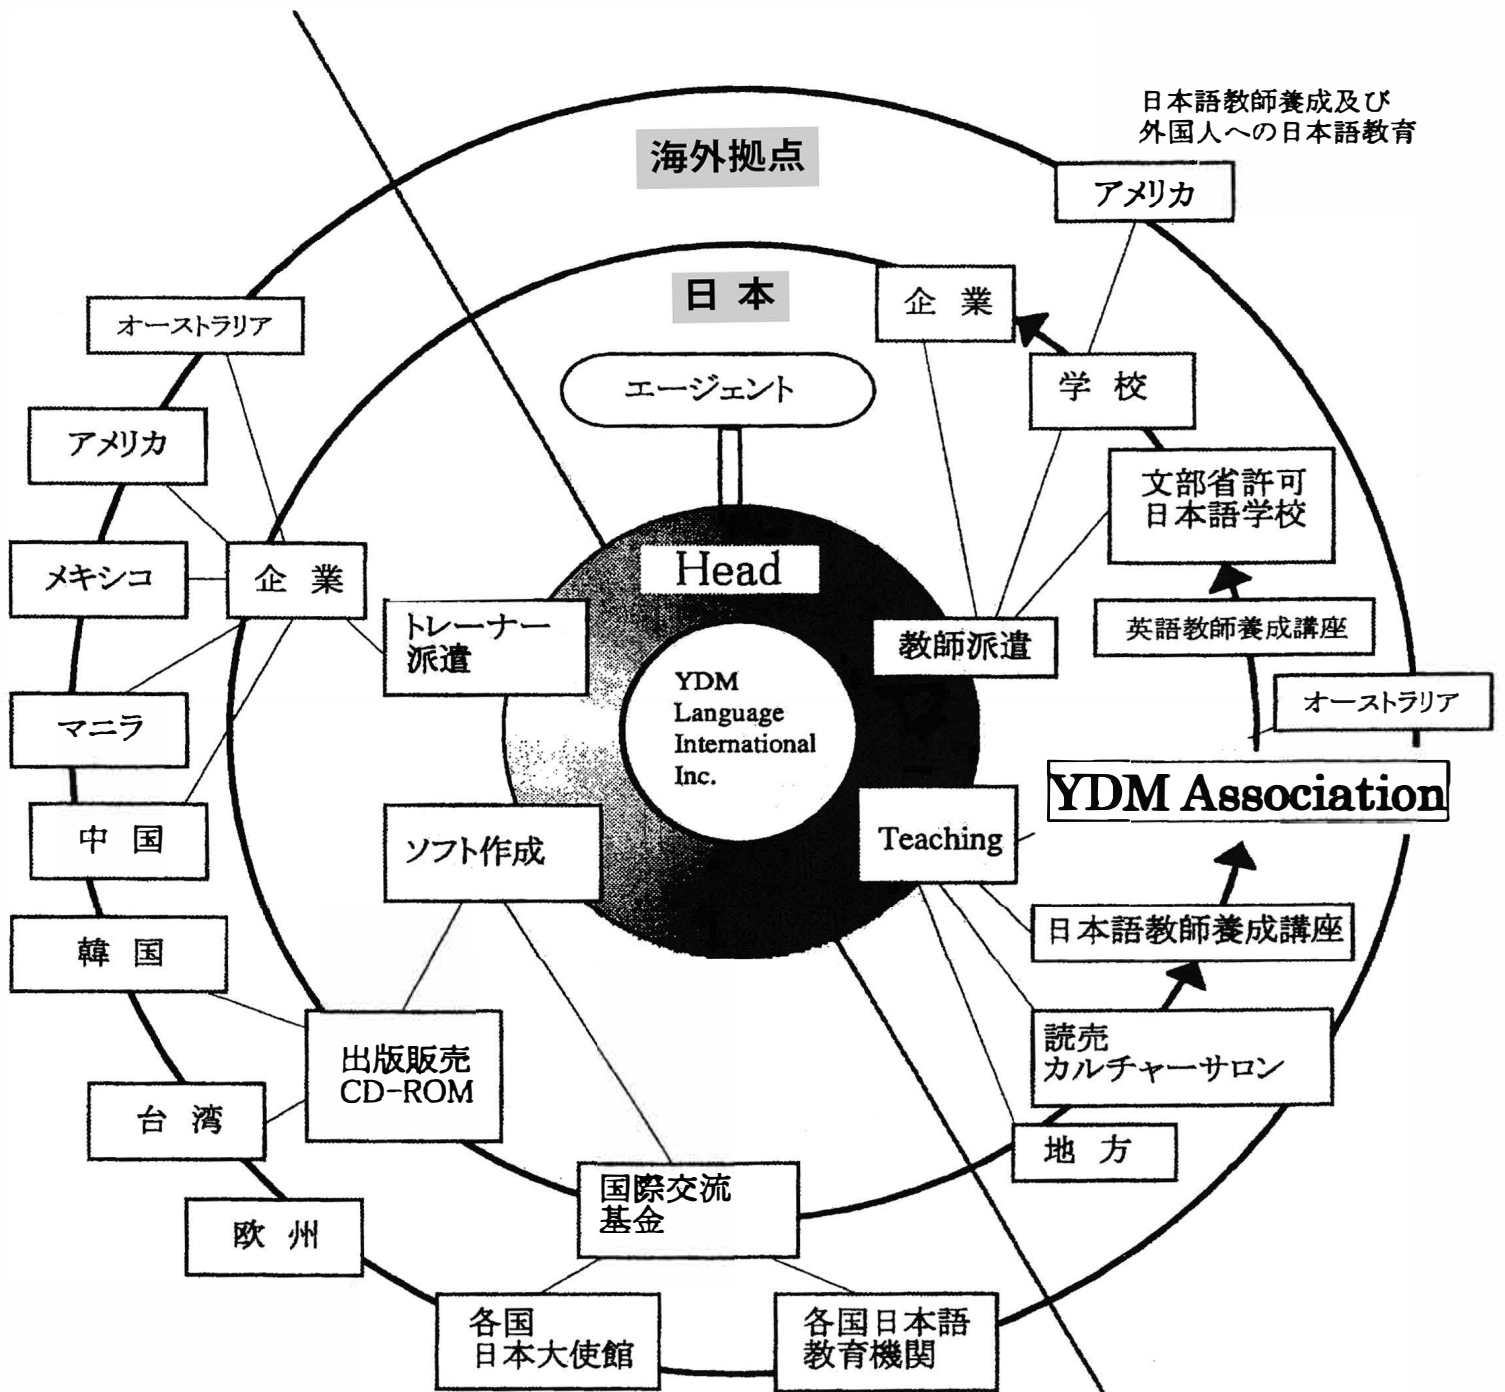 日本語教師養成及び
外国人への日本語教育
海外拠点
アメリカ
日本
企業
オーストラリア
エージェント
学校
アメリカ
文部省許可
日本語学校
Head
メキシコ
企業
トレーナー
派遣
教師派遣
英語教師養成講座
YDM
Language
International
Inc.
オーストラリア
マニラ
YDM Association
中国
ソフト作成
Teaching
韓国
日本語教師養成講座
出版販売
CD-ROM
読売
カルチャーサロン
台湾
地方
国際交流
基金
欧州
各国
日本大使館
各国日本語
教育機関